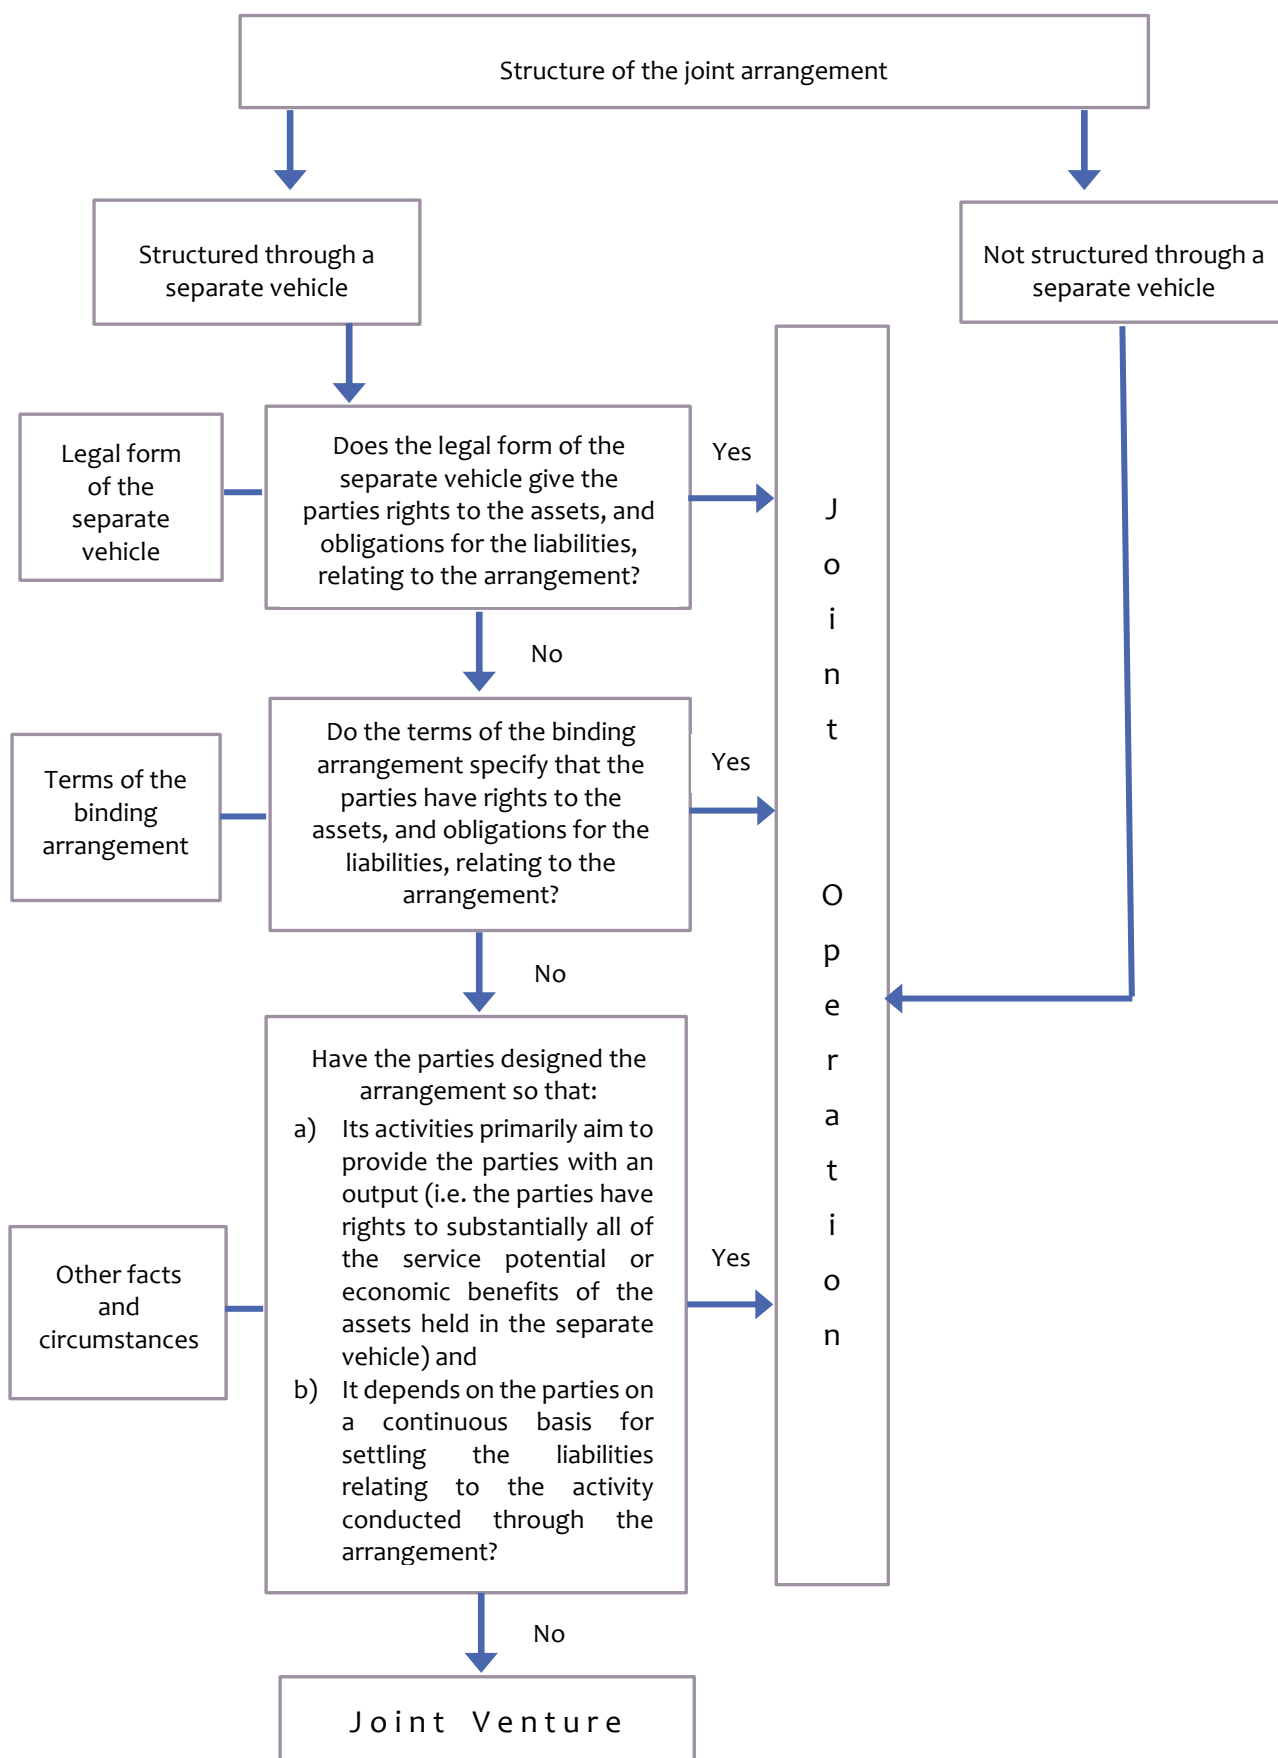 Structure of the joint arrangement
Structured through a
separate vehicle
Not structured through a
separate vehicle
Legal form
of the
separate
vehicle
Does the legal form of the
separate vehicle give the
parties rights to the assets, and
obligations for the liabilities,
relating to the arrangement?
Yes
No
Terms of the
binding
arrangement
Do the terms of the binding
arrangement specify that the
parties have rights to the
assets, and obligations for the
liabilities, relating to the
arrangement?
Yes
No
Other facts
and
circumstances
Have the parties designed the
arrangement so that:
a) Its activities primarily aim to
provide the parties with an
output (i.e. the parties have
rights to substantially all of
the service potential or
economic benefits of the
assets held in the separate
vehicle) and
b) It depends on the parties on
a continuous basis for
settling the liabilities
relating to the activity
conducted through the
arrangement?
Yes
No
J
o
i
n
t
O
p
e
r
a
t
i
o
n
Joint Venture